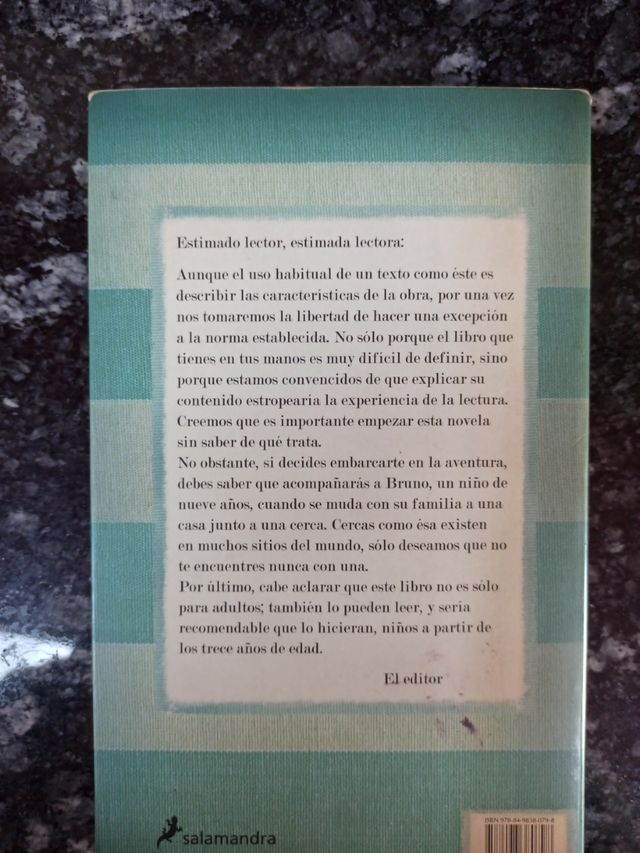 Estimado lector, estimada lectora:
Aunque el uso habitual de un texto como éste es
describir las características de la obra, por una vez
nos tomaremos la libertad de hacer una excepción
a la norma establecida. No sólo porque el libro que
tienes en tus manos es muy difícil de definir, sino
porque estamos convencidos de que explicar su
contenido estropearía la experiencia de la lectura.
Creemos que es importante empezar esta novela
sin saber de qué trata.
No obstante, si decides embarcarte en la aventura,
debes saber que acompañarás a Bruno, un niño de
nueve años, cuando se muda con su familia a una
casa junto a una cerca. Cercas como ésa existen
en muchos sitios del mundo, sólo deseamos que no
te encuentres nunca con una.
Por último, cabe aclarar que este libro no es sólo
para adultos; también lo pueden leer, y sería
recomendable que lo hicieran, niños a partir de
los trece años de edad.
El editor
salamandra
ISBN 978-84-9838-079-8